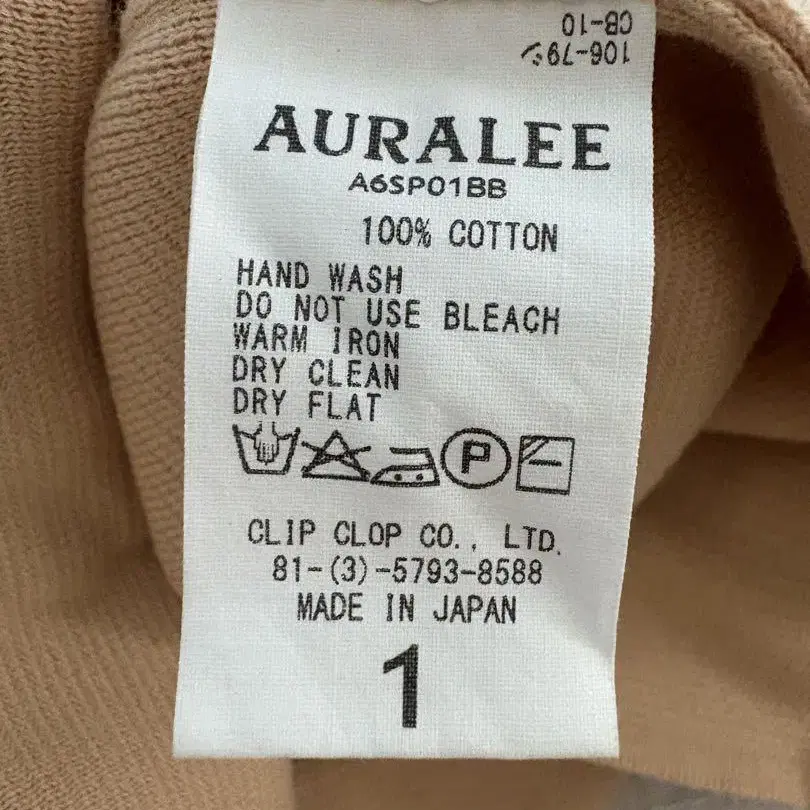 CB-10
106-79
AURALEE
A6SP01BB
100% COTTON
HAND WASH
DO NOT USE BLEACH
WARM IRON
DRY CLEAN
DRY FLAT
P
CLIP CLOP CO., LTD.
81-(3)-5793-8588
MADE IN JAPAN
1